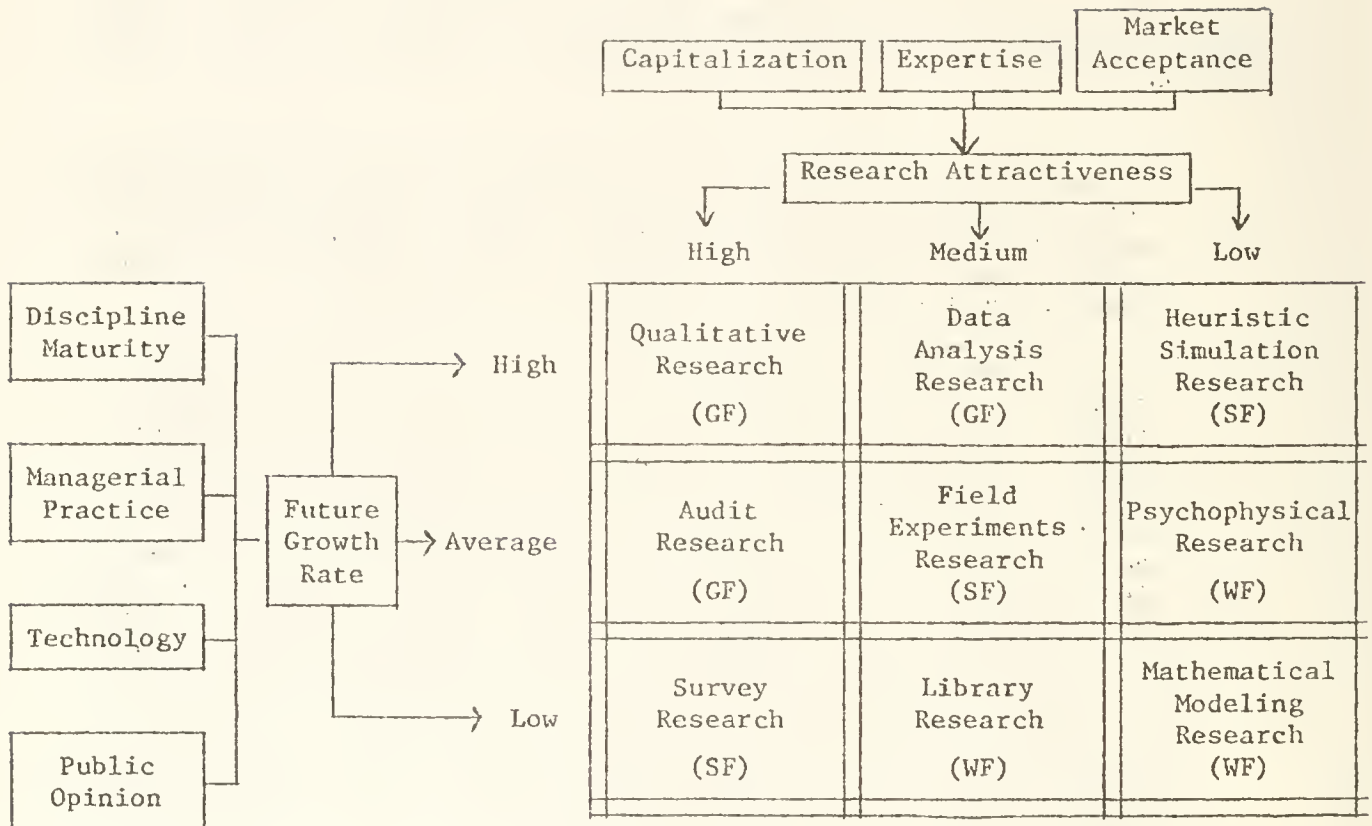 Capitalization
Expertise
Market
Acceptance
Research Attractiveness
High
Medium
Low
Discipline
Maturity
Managerial
Practice
Technology
Public
Opinion
Future
Growth
Rate
High
Average
Low
Qualitative
Research
(GF)
Data
Analysis
Research
(GF)
Heuristic
Simulation
Research
(SF)
Audit
Research
(GF)
Field
Experiments
Research
(SF)
Psychophysical
Research
(WF)
Survey
Research
(SF)
Library
Research
(WF)
Mathematical
Modeling
Research
(WF)